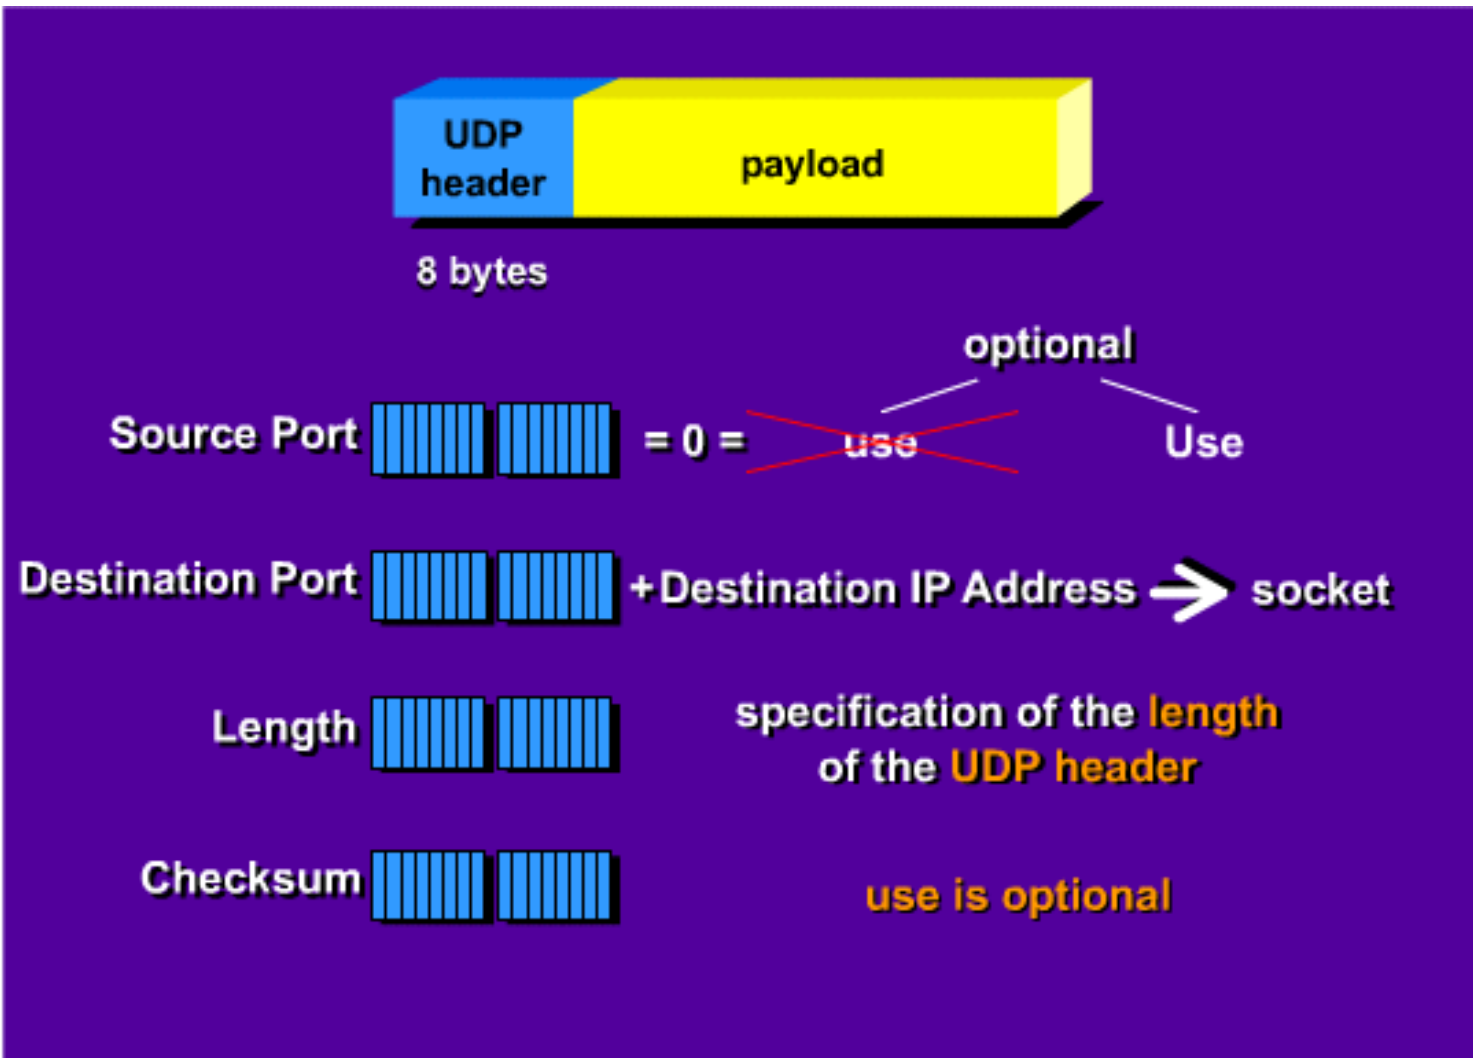 UDP
header
payload
8 bytes
optional
Source Port = 0 = use Use
Destination Port + Destination IP Address socket
Length
specification of the length
of the UDP header
Checksum use is optional